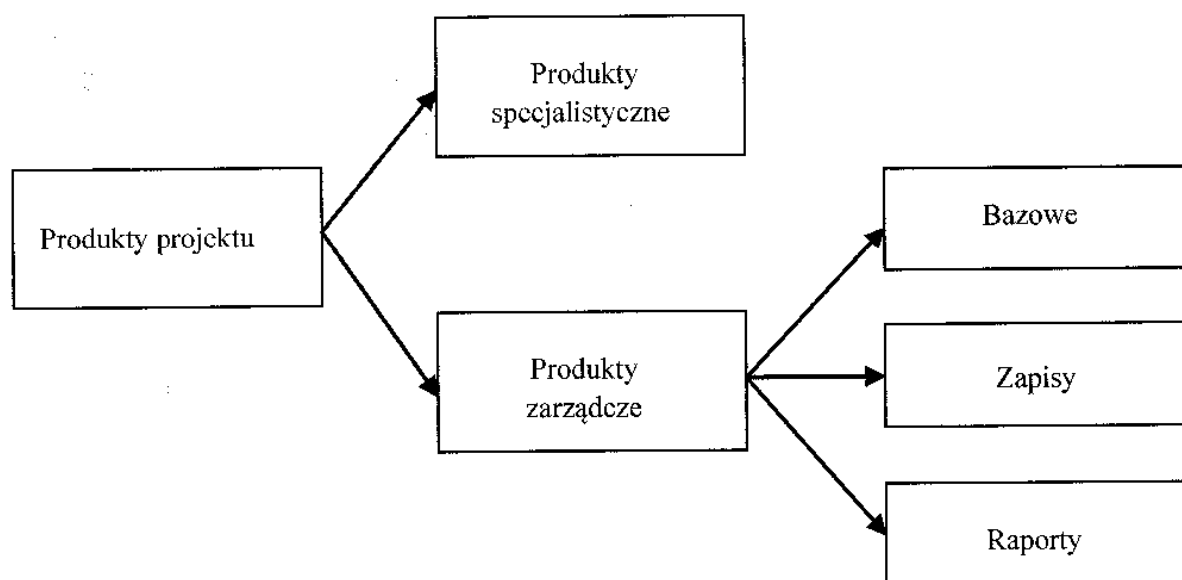 Produkty
specjalistyczne
Produkty projektu
Bazowe
Produkty
zarządcze
Zapisy
Raporty